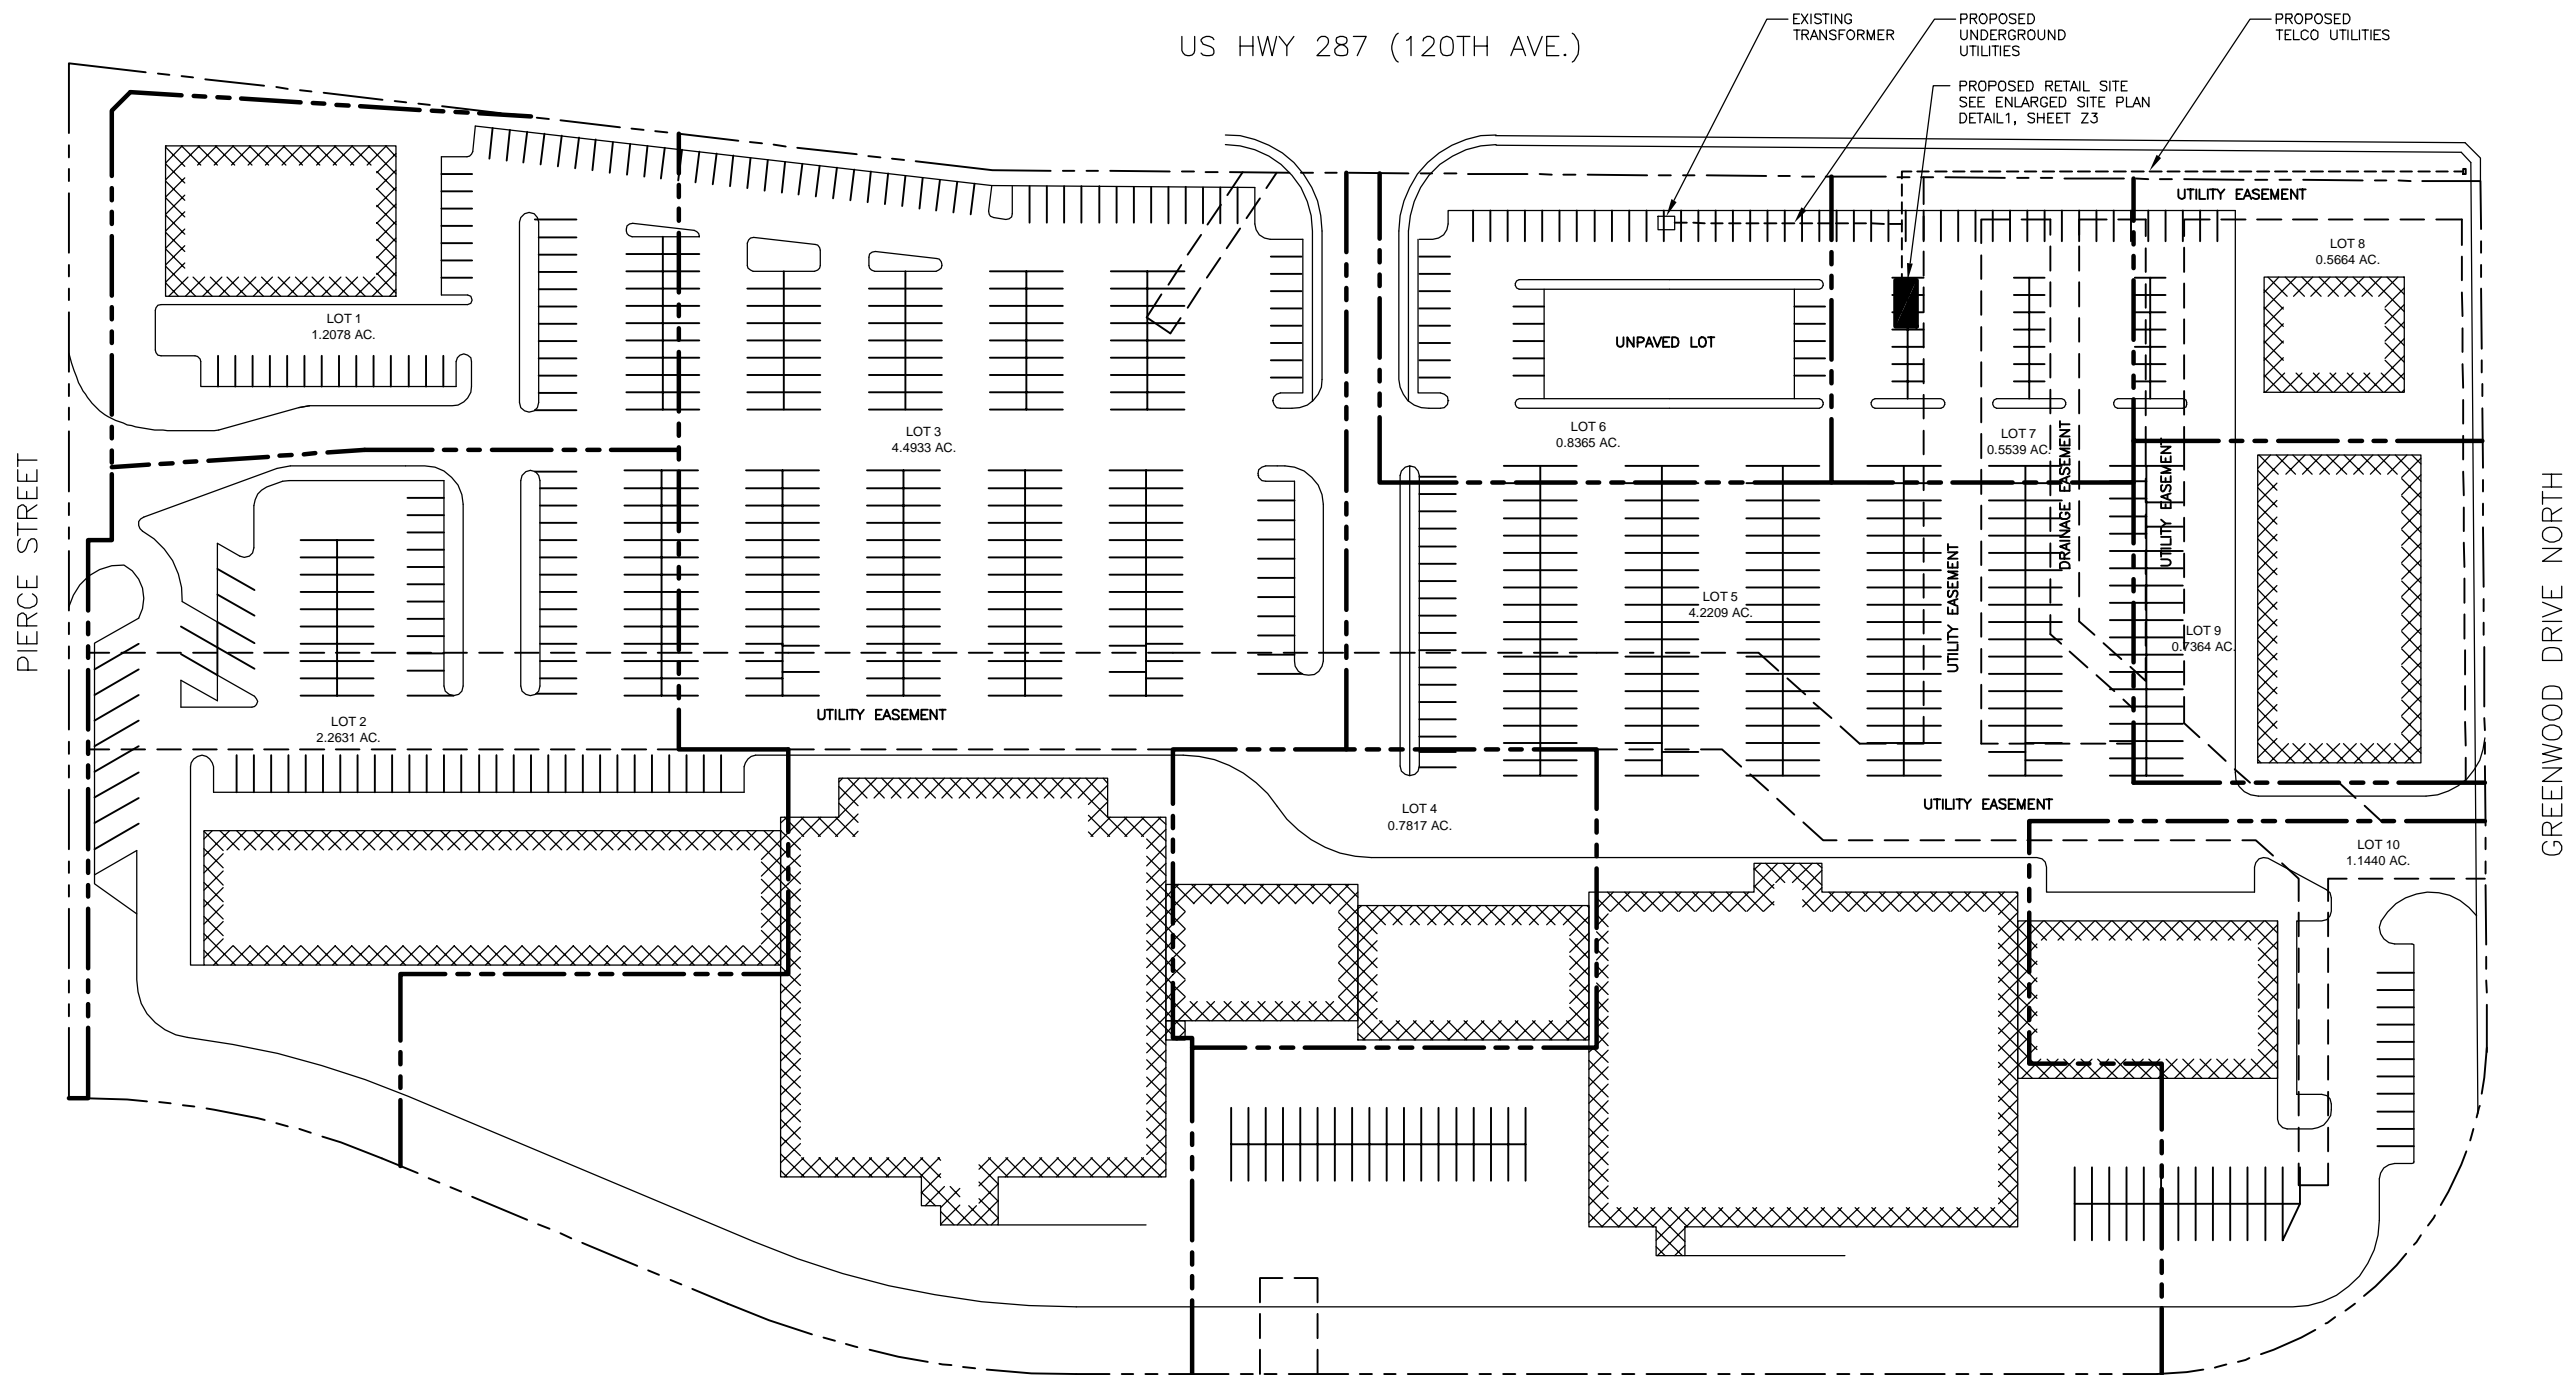 US HWY 287 (120TH AVE.)
EXISTING
TRANSFORMER
PROPOSED
UNDERGROUND
UTILITIES
PROPOSED
TELCO UTILITIES
PROPOSED RETAIL SITE
SEE ENLARGED SITE PLAN
DETAIL1, SHEET Z3
UTILITY EASEMENT
LOT 8
0.5664 AC.
LOT 1
1.2078 AC.
UNPAVED LOT
LOT 3
4.4933 AC.
LOT 6
0.8365 AC.
LOT 7
0.5539 AC.
DRAINAGE EASEMENT
UTILITY EASEMENT
UTILITY EASEMENT
PIERCE STREET
GREENWOOD DRIVE NORTH
LOT 5
4.2209 AC.
LOT 9
0.7364 AC.
LOT 2
2.2631 AC.
UTILITY EASEMENT
LOT 4
0.7817 AC.
UTILITY EASEMENT
LOT 10
1.1440 AC.